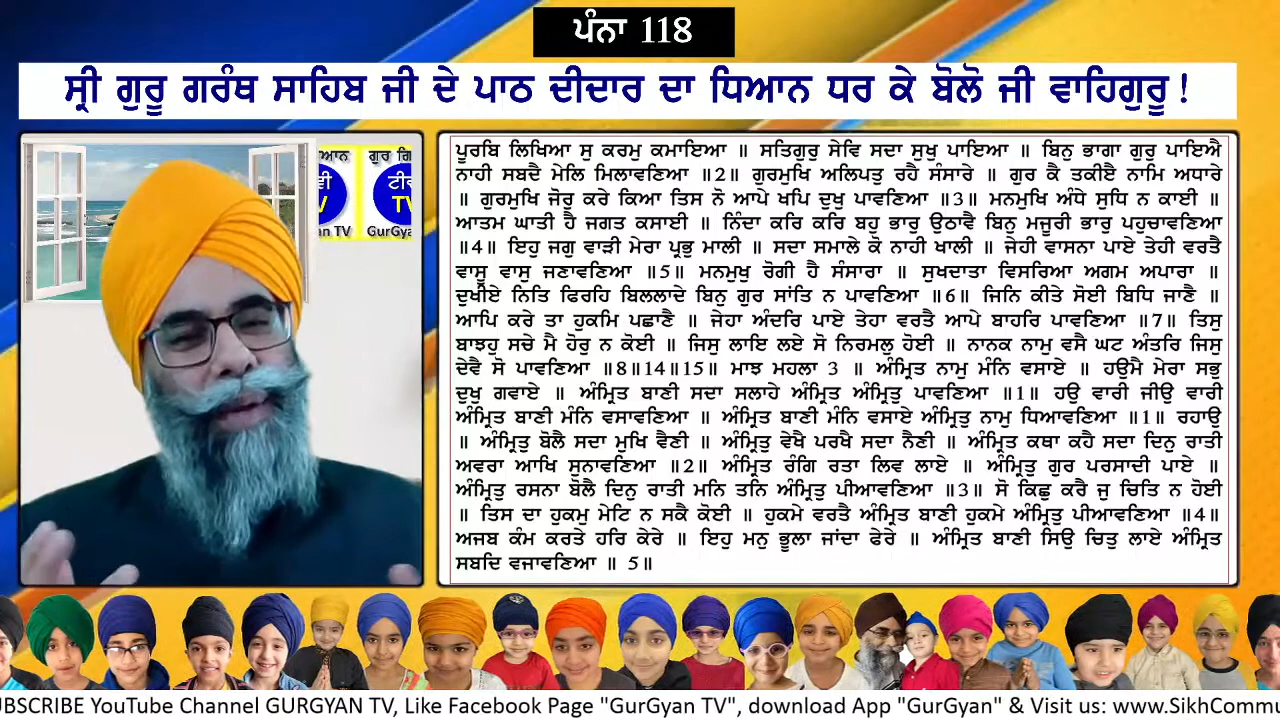 ਪੰਨਾ 118
ਸ੍ਰੀ ਗੁਰੂ ਗਰੰਥ ਸਾਹਿਬ ਜੀ ਦੇ ਪਾਠ ਦੀਦਾਰ ਦਾ ਧਿਆਨ ਧਰ ਕੇ ਬੋਲੋ ਜੀ ਵਾਹਿਗੁਰੂ!
ਗੁਰ ਗਿ
TV
an TV GurGyan
ਪੂਰਬਿ ਲਿਖਿਆ ਸੁ ਕਰਮੁ ਕਮਾਇਆ ॥ ਸਤਿਗੁਰੁ ਸੇਵਿ ਸਦਾ ਸੁਖੁ ਪਾਇਆ ॥ ਬਿਨੁ ਭਾਗਾ ਗੁਰੁ ਪਾਇਐ
ਨਾਹੀ ਸਬਦੈ ਮੇਲਿ ਮਿਲਾਵਣਿਆ ॥2॥ ਗੁਰਮੁਖਿ ਅਲਿਪਤੁ ਰਹੈ ਸੰਸਾਰੇ ॥ ਗੁਰ ਕੈ ਤਕੀਐ ਨਾਮਿ ਅਧਾਰੇ
॥ ਗੁਰਮੁਖਿ ਜੋਰੁ ਕਰੇ ਕਿਆ ਤਿਸ ਨੋ ਆਪੇ ਖਪਿ ਦੁਖੁ ਪਾਵਣਿਆ ॥3॥ ਮਨਮੁਖਿ ਅੰਧੇ ਸੁਧਿ ਨ ਕਾਈ ॥
ਆਤਮ ਘਾਤੀ ਹੈ ਜਗਤ ਕਸਾਈ ॥ ਨਿੰਦਾ ਕਰਿ ਕਰਿ ਬਹੁ ਭਾਰੁ ਉਠਾਵੈ ਬਿਨੁ ਮਜੂਰੀ ਭਾਰੁ ਪਹੁਚਾਵਣਿਆ
॥4॥ ਇਹੁ ਜਗੁ ਵਾੜੀ ਮੇਰਾ ਪ੍ਰਭੁ ਮਾਲੀ ॥ ਸਦਾ ਸਮਾਲੇ ਕੋ ਨਾਹੀ ਖਾਲੀ ॥ ਜੇਹੀ ਵਾਸਨਾ ਪਾਏ ਤੇਹੀ ਵਰਤੈ
ਵਾਸੂ ਵਾਸੁ ਜਣਾਵਣਿਆ ॥5॥ ਮਨਮੁਖੁ ਰੋਗੀ ਹੈ ਸੰਸਾਰਾ ॥ ਸੁਖਦਾਤਾ ਵਿਸਰਿਆ ਅਗਮ ਅਪਾਰਾ ॥
ਦੁਖੀਏ ਨਿਤਿ ਫਿਰਹਿ ਬਿਲਲਾਦੇ ਬਿਨੁ ਗੁਰ ਸਾਂਤਿ ਨ ਪਾਵਣਿਆ ॥6॥ ਜਿਨਿ ਕੀਤੇ ਸੋਈ ਬਿਧਿ ਜਾਣੈ ॥
ਆਪਿ ਕਰੇ ਤਾ ਹੁਕਮਿ ਪਛਾਣੈ ॥ ਜੇਹਾ ਅੰਦਰਿ ਪਾਏ ਤੇਹਾ ਵਰਤੈ ਆਪੇ ਬਾਹਰਿ ਪਾਵਣਿਆ ॥7॥ ਤਿਸੁ
ਬਾਝਹੁ ਸਚੇ ਮੈ ਹੋਰੁ ਨ ਕੋਈ ॥ ਜਿਸੁ ਲਾਇ ਲਏ ਸੋ ਨਿਰਮਲੁ ਹੋਈ ॥ ਨਾਨਕ ਨਾਮੁ ਵਸੈ ਘਟ ਅੰਤਰਿ ਜਿਸੁ
ਦੇਵੈ ਸੋ ਪਾਵਣਿਆ ॥8॥14॥15॥ ਮਾਝ ਮਹਲਾ 3 ॥ ਅੰਮ੍ਰਿਤ ਨਾਮੁ ਮੰਨਿ ਵਸਾਏ ॥ ਹਉਮੈ ਮੇਰਾ ਸਭੁ
ਦੁਖੁ ਗਵਾਏ ॥ ਅੰਮ੍ਰਿਤ ਬਾਣੀ ਸਦਾ ਸਲਾਹੇ ਅੰਮ੍ਰਿਤ ਅੰਮ੍ਰਿਤੁ ਪਾਵਣਿਆ ॥1॥ ਹਉ ਵਾਰੀ ਜੀਉ ਵਾਰੀ
ਅੰਮ੍ਰਿਤ ਬਾਣੀ ਮੰਨਿ ਵਸਾਵਣਿਆ ॥ ਅੰਮ੍ਰਿਤ ਬਾਣੀ ਮੰਨਿ ਵਸਾਏ ਅੰਮ੍ਰਿਤੁ ਨਾਮੁ ਧਿਆਵਣਿਆ ॥1॥ ਰਹਾਉ
॥ ਅੰਮ੍ਰਿਤੁ ਬੋਲੈ ਸਦਾ ਮੁਖਿ ਵੈਣੀ ॥ ਅੰਮ੍ਰਿਤੁ ਵੇਖੈ ਪਰਖੈ ਸਦਾ ਨੈਣੀ ॥ ਅੰਮ੍ਰਿਤ ਕਥਾ ਕਹੈ ਸਦਾ ਦਿਨੁ ਰਾਤੀ
ਅਵਰਾ ਆਖਿ ਸੁਨਾਵਣਿਆ ॥2॥ ਅੰਮ੍ਰਿਤ ਰੰਗਿ ਰਤਾ ਲਿਵ ਲਾਏ ॥ ਅੰਮ੍ਰਿਤੁ ਗੁਰ ਪਰਸਾਦੀ ਪਾਏ ॥
ਅੰਮ੍ਰਿਤੁ ਰਸਨਾ ਬੋਲੈ ਦਿਨੁ ਰਾਤੀ ਮਨਿ ਤਨਿ ਅੰਮ੍ਰਿਤੁ ਪੀਆਵਣਿਆ ॥3॥ ਸੋ ਕਿਛੁ ਕਰੈ ਜੁ ਚਿਤਿ ਨ ਹੋਈ
॥ ਤਿਸ ਦਾ ਹੁਕਮੁ ਮੇਟਿ ਨ ਸਕੈ ਕੋਈ ॥ ਹੁਕਮੇ ਵਰਤੈ ਅੰਮ੍ਰਿਤ ਬਾਣੀ ਹੁਕਮੇ ਅੰਮ੍ਰਿਤੁ ਪੀਆਵਣਿਆ ॥4॥
ਅਜਬ ਕੰਮ ਕਰਤੇ ਹਰਿ ਕੇਰੇ ॥ ਇਹੁ ਮਨੁ ਭੂਲਾ ਜਾਂਦਾ ਫੇਰੇ ॥ ਅੰਮ੍ਰਿਤ ਬਾਣੀ ਸਿਉ ਚਿਤੁ ਲਾਏ ਅੰਮ੍ਰਿਤ
ਸਬਦਿ ਵਜਾਵਣਿਆ ॥ 5॥
UBSCRIBE YouTube Channel GURGYAN TV, Like Facebook Page "GurGyan TV", download App "GurGyan" & Visit us: www.SikhCommu